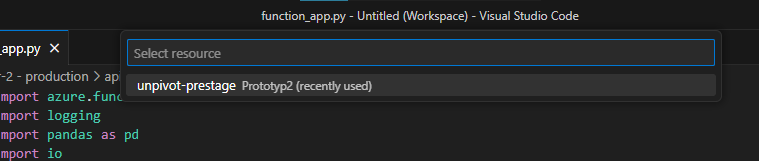 function_app.py - Untitled (Workspace) - Visual Studio Code
_app.py ×
Select resource
r-2 - production > ap
unpivot-prestage Prototyp2 (recently used)
mport azure.func
mport logging
mport pandas as pd
mport io